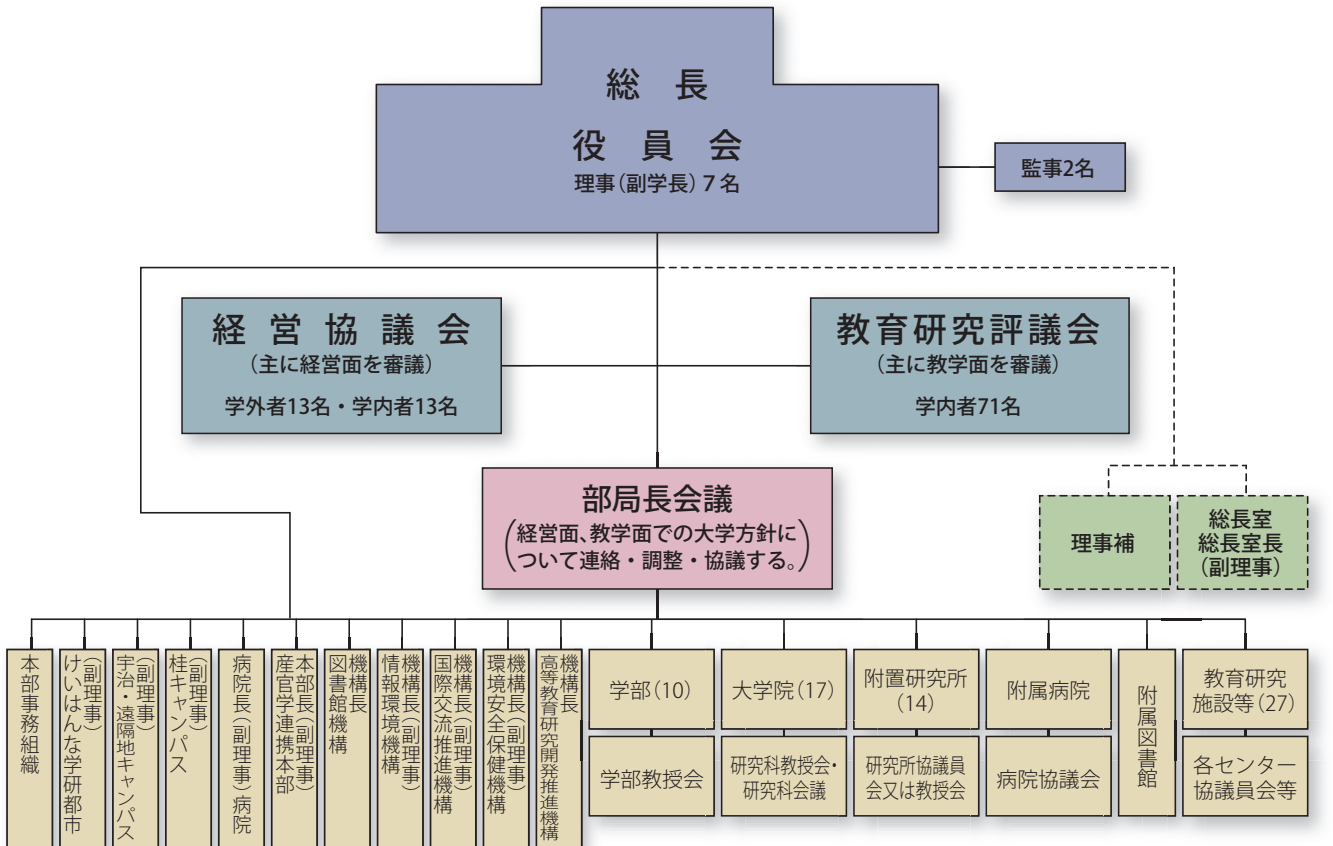 総長
役員会
理事(副学長)7名
監事2名
経営協議会
(主に経営面を審議)
学外者13名・学内者13名
教育研究評議会
(主に教学面を審議)
学内者71名
部局長会議
(経営面、教学面での大学方針に
ついて連絡・調整・協議する。)
理事補
総長室
総長室長
(副理事)
本部事務組織
(副理事)
けいはんな学研都市
(副理事)
宇治・遠隔地キャンパス
(副理事)
桂キャンパス
病院長(副理事)病院
本部長(副理事)
産官学連携本部
機構長
図書館機構
機構長(副理事)
情報環境機構
機構長(副理事)
国際交流推進機構
機構長(副理事)
環境安全保健機構
機構長
高等教育研究開発推進機構
学部(10)
学部教授会
大学院(17)
研究科教授会・
研究科会議
附置研究所
(14)
研究所協議員
会又は教授会
附属病院
病院協議会
附属図書館
教育研究
施設等(27)
各センター
協議員会等